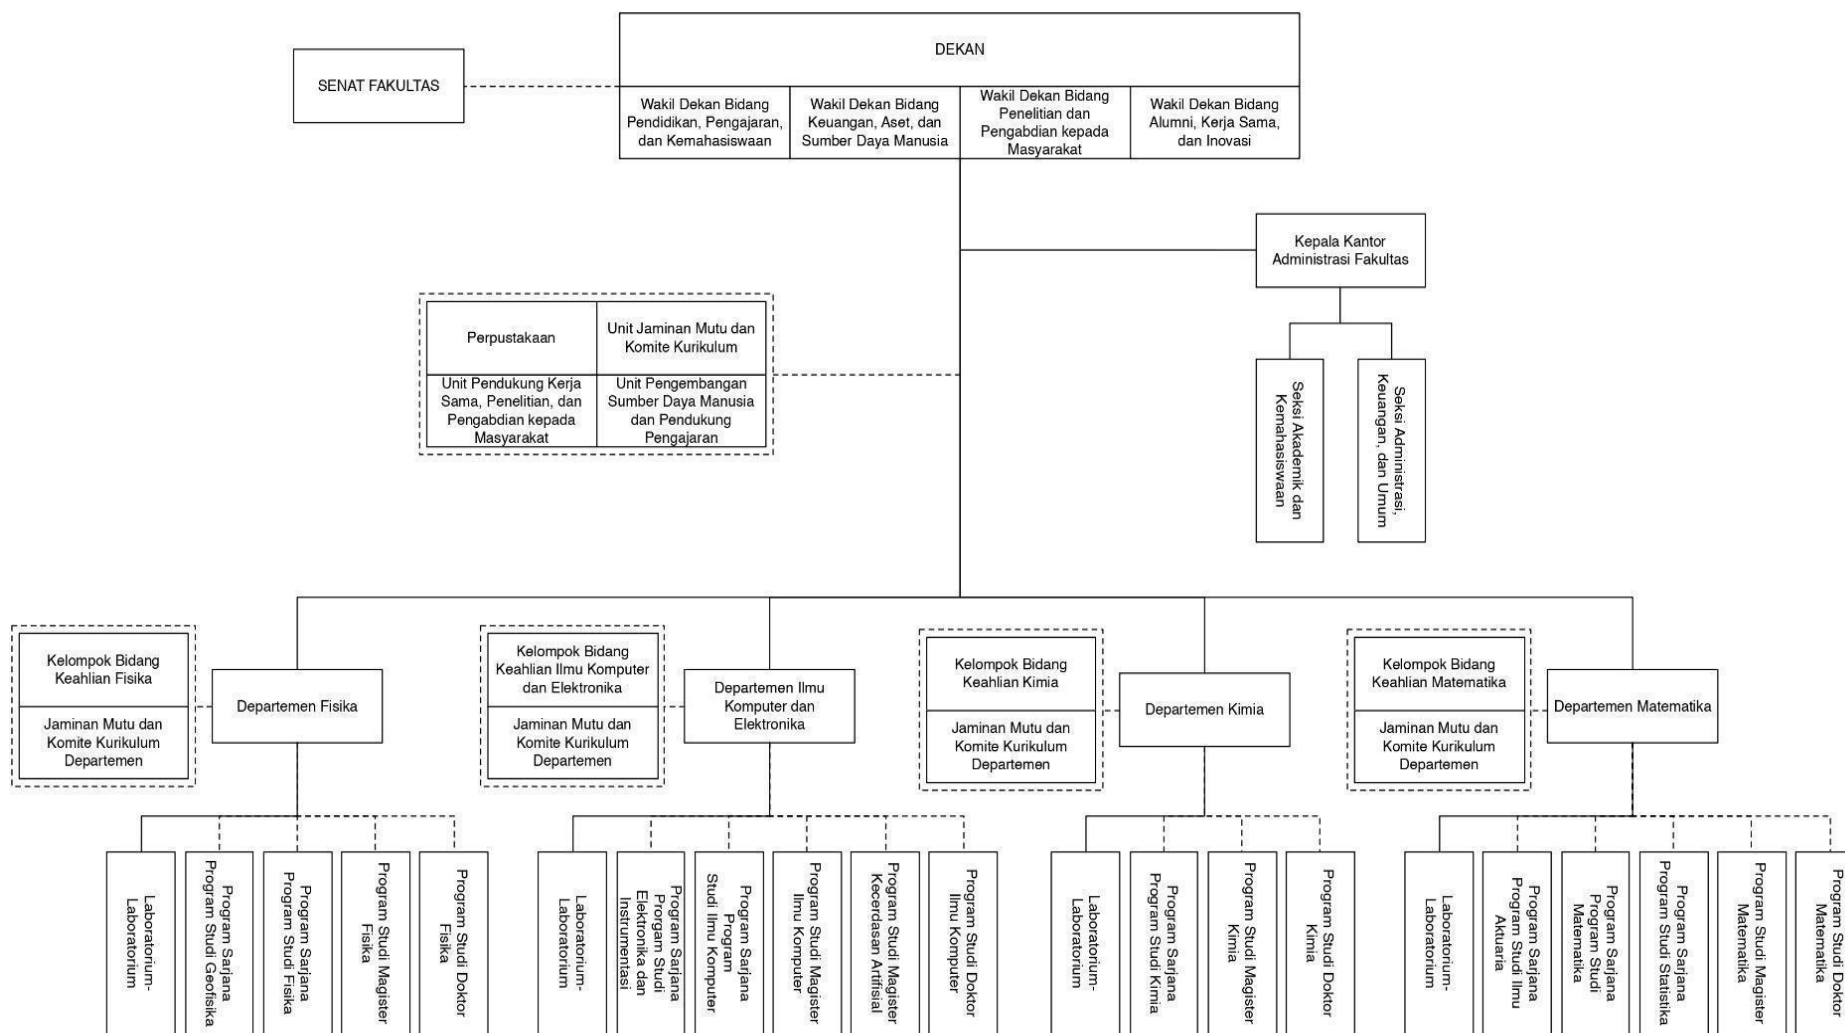 DEKAN
SENAT FAKULTAS
Wakil Dekan Bidang
Pendidikan, Pengajaran,
dan Kemahasiswaan
Wakil Dekan Bidang
Keuangan, Aset, dan
Sumber Daya Manusia
Wakil Dekan Bidang
Penelitian dan
Pengabdian kepada
Masyarakat
Wakil Dekan Bidang
Alumni, Kerja Sama,
dan Inovasi
Kepala Kantor
Administrasi Fakultas
Perpustakaan
Unit Jaminan Mutu dan
Komite Kurikulum
Unit Pendukung Kerja
Sama, Penelitian, dan
Pengabdian kepada
Masyarakat
Unit Pengembangan
Sumber Daya Manusia
dan Pendukung
Pengajaran
Seksi Akademik dan
Kemahasiswaan
Seksi Administrasi,
Keuangan, dan Umum
Kelompok Bidang
Keahlian Fisika
Jaminan Mutu dan
Komite Kurikulum
Departemen
Departemen Fisika
Kelompok Bidang
Keahlian Ilmu Komputer
dan Elektronika
Jaminan Mutu dan
Komite Kurikulum
Departemen
Departemen Ilmu
Komputer dan
Elektronika
Kelompok Bidang
Keahlian Kimia
Jaminan Mutu dan
Komite Kurikulum
Departemen
Departemen Kimia
Kelompok Bidang
Keahlian Matematika
Jaminan Mutu dan
Komite Kurikulum
Departemen
Departemen Matematika
Laboratorium-
Laboratorium
Program Sarjana
Program Studi Geofisika
Program Sarjana
Program Studi Fisika
Program Studi Magister
Fisika
Program Studi Doktor
Fisika
Laboratorium-
Laboratorium
Program Sarjana
Prorgam Studi
Elektronika dan
Instrumentasi
Program Sarjana
Program
Studi Ilmu Komputer
Program Studi Magister
Ilmu Komputer
Program Studi Magister
Kecerdasan Artifisial
Program Studi Doktor
Ilmu Komputer
Laboratorium-
Laboratorium
Program Sarjana
Program Studi Kimia
Program Studi Magister
Kimia
Program Studi Doktor
Kimia
Laboratorium-
Laboratorium
Program Sarjana
Program Studi Ilmu
Aktuaria
Program Sarjana
Program Studi
Matematika
Program Sarjana
Program Studi Statistika
Program Studi Magister
Matematika
Program Studi Doktor
Matematika